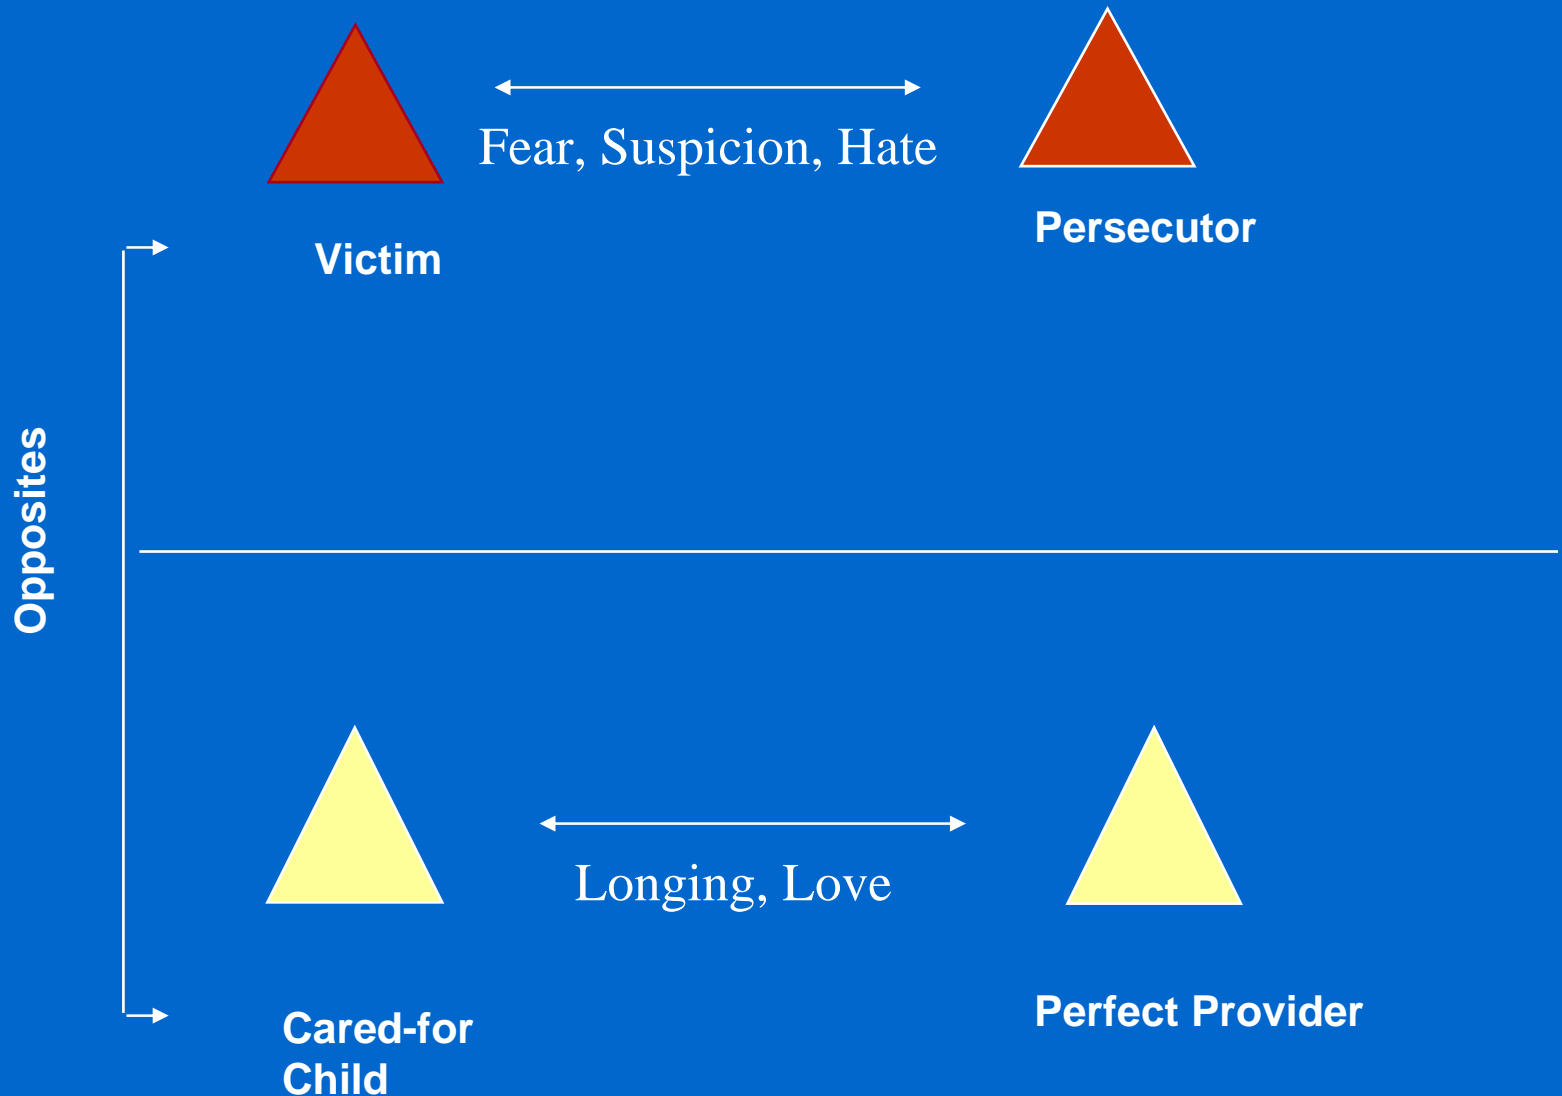 Fear, Suspicion, Hate
Persecutor
Victim
Opposites
Longing, Love
Perfect Provider
Cared-for
Child